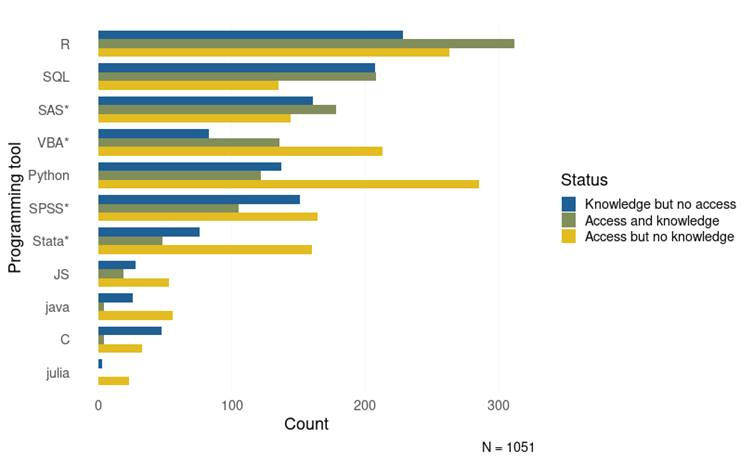 Programming tool
R
SQL
SAS*
VBA*
Python
SPSS*
Stata*
JS
java
C
julia
0 100 200 300
Count
N = 1051
Status
Knowledge but no access
Access and knowledge
Access but no knowledge